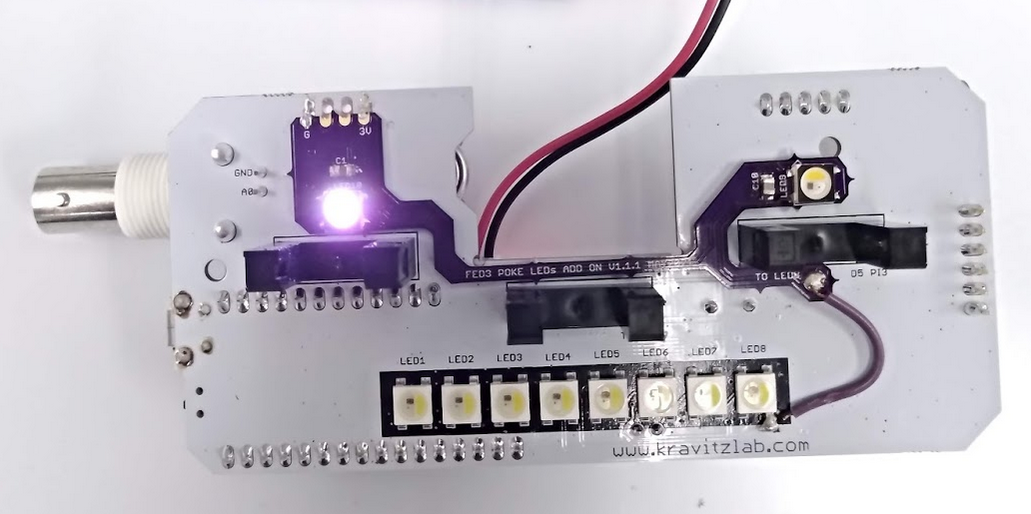 G
3V
C1
GND
A0
C10
LED9
FED3 POKE LEDs ADD ON V1.1.1
TO LED8
D5 PI3
LED1 LED2 LED3 LED4 LED5 LED6 LED7 LED8
www.kravitzlab.com